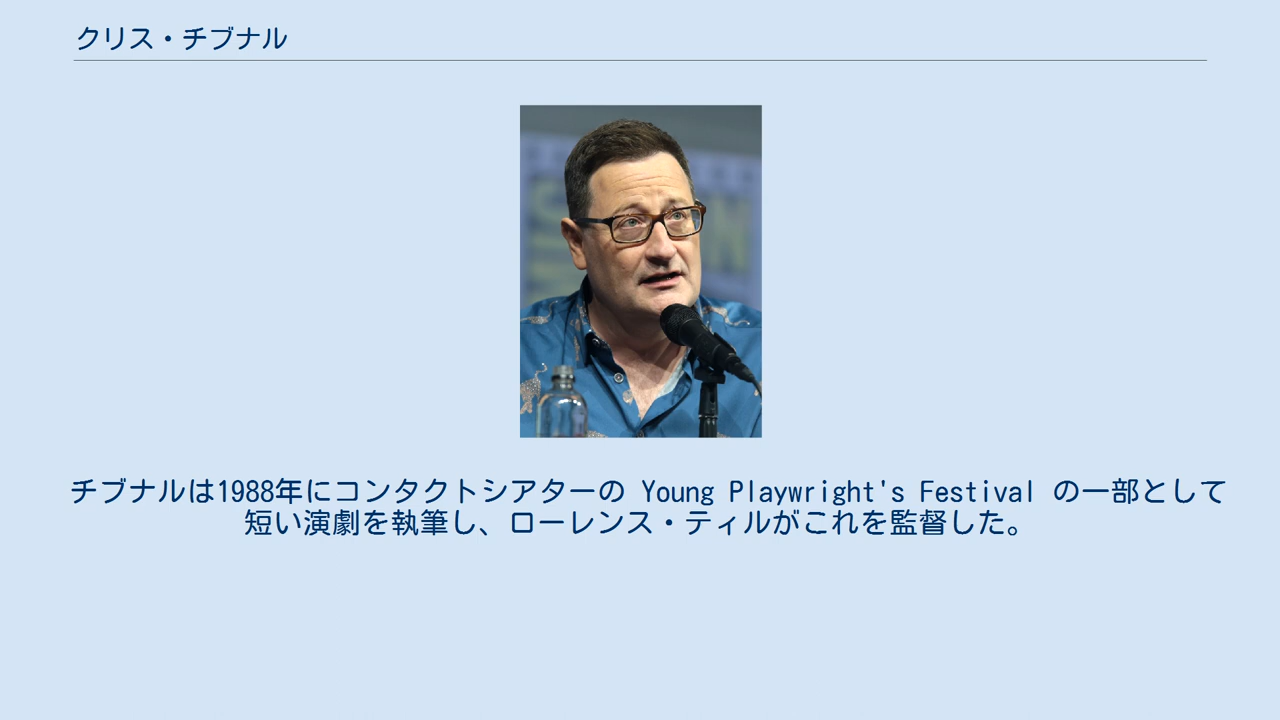 クリス・チブナル
チブナルは1988年にコンタクトシアターの Young Playwright's Festival の一部として
短い演劇を執筆し、ローレンス・ティルがこれを監督した。